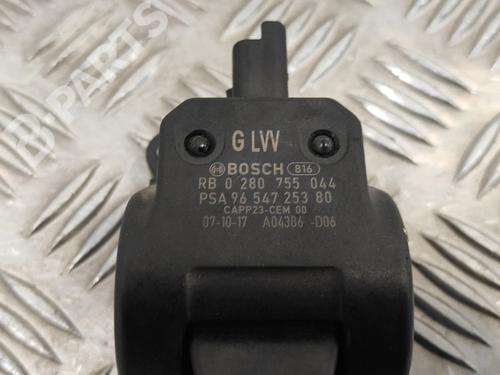 B-PARTS
GLW
BOSCH 816
RB 0 280 755 044
PSA 96 547 253 80
CAPP23-CEM 00
07-10-17 A04386 -D06